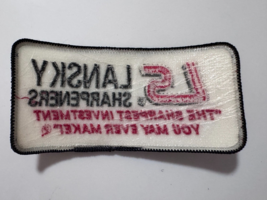 LS LANSKY
® SHARPENERS
"THE SHARPEST INVESTMENT
YOU MAY EVER MAKE!"®